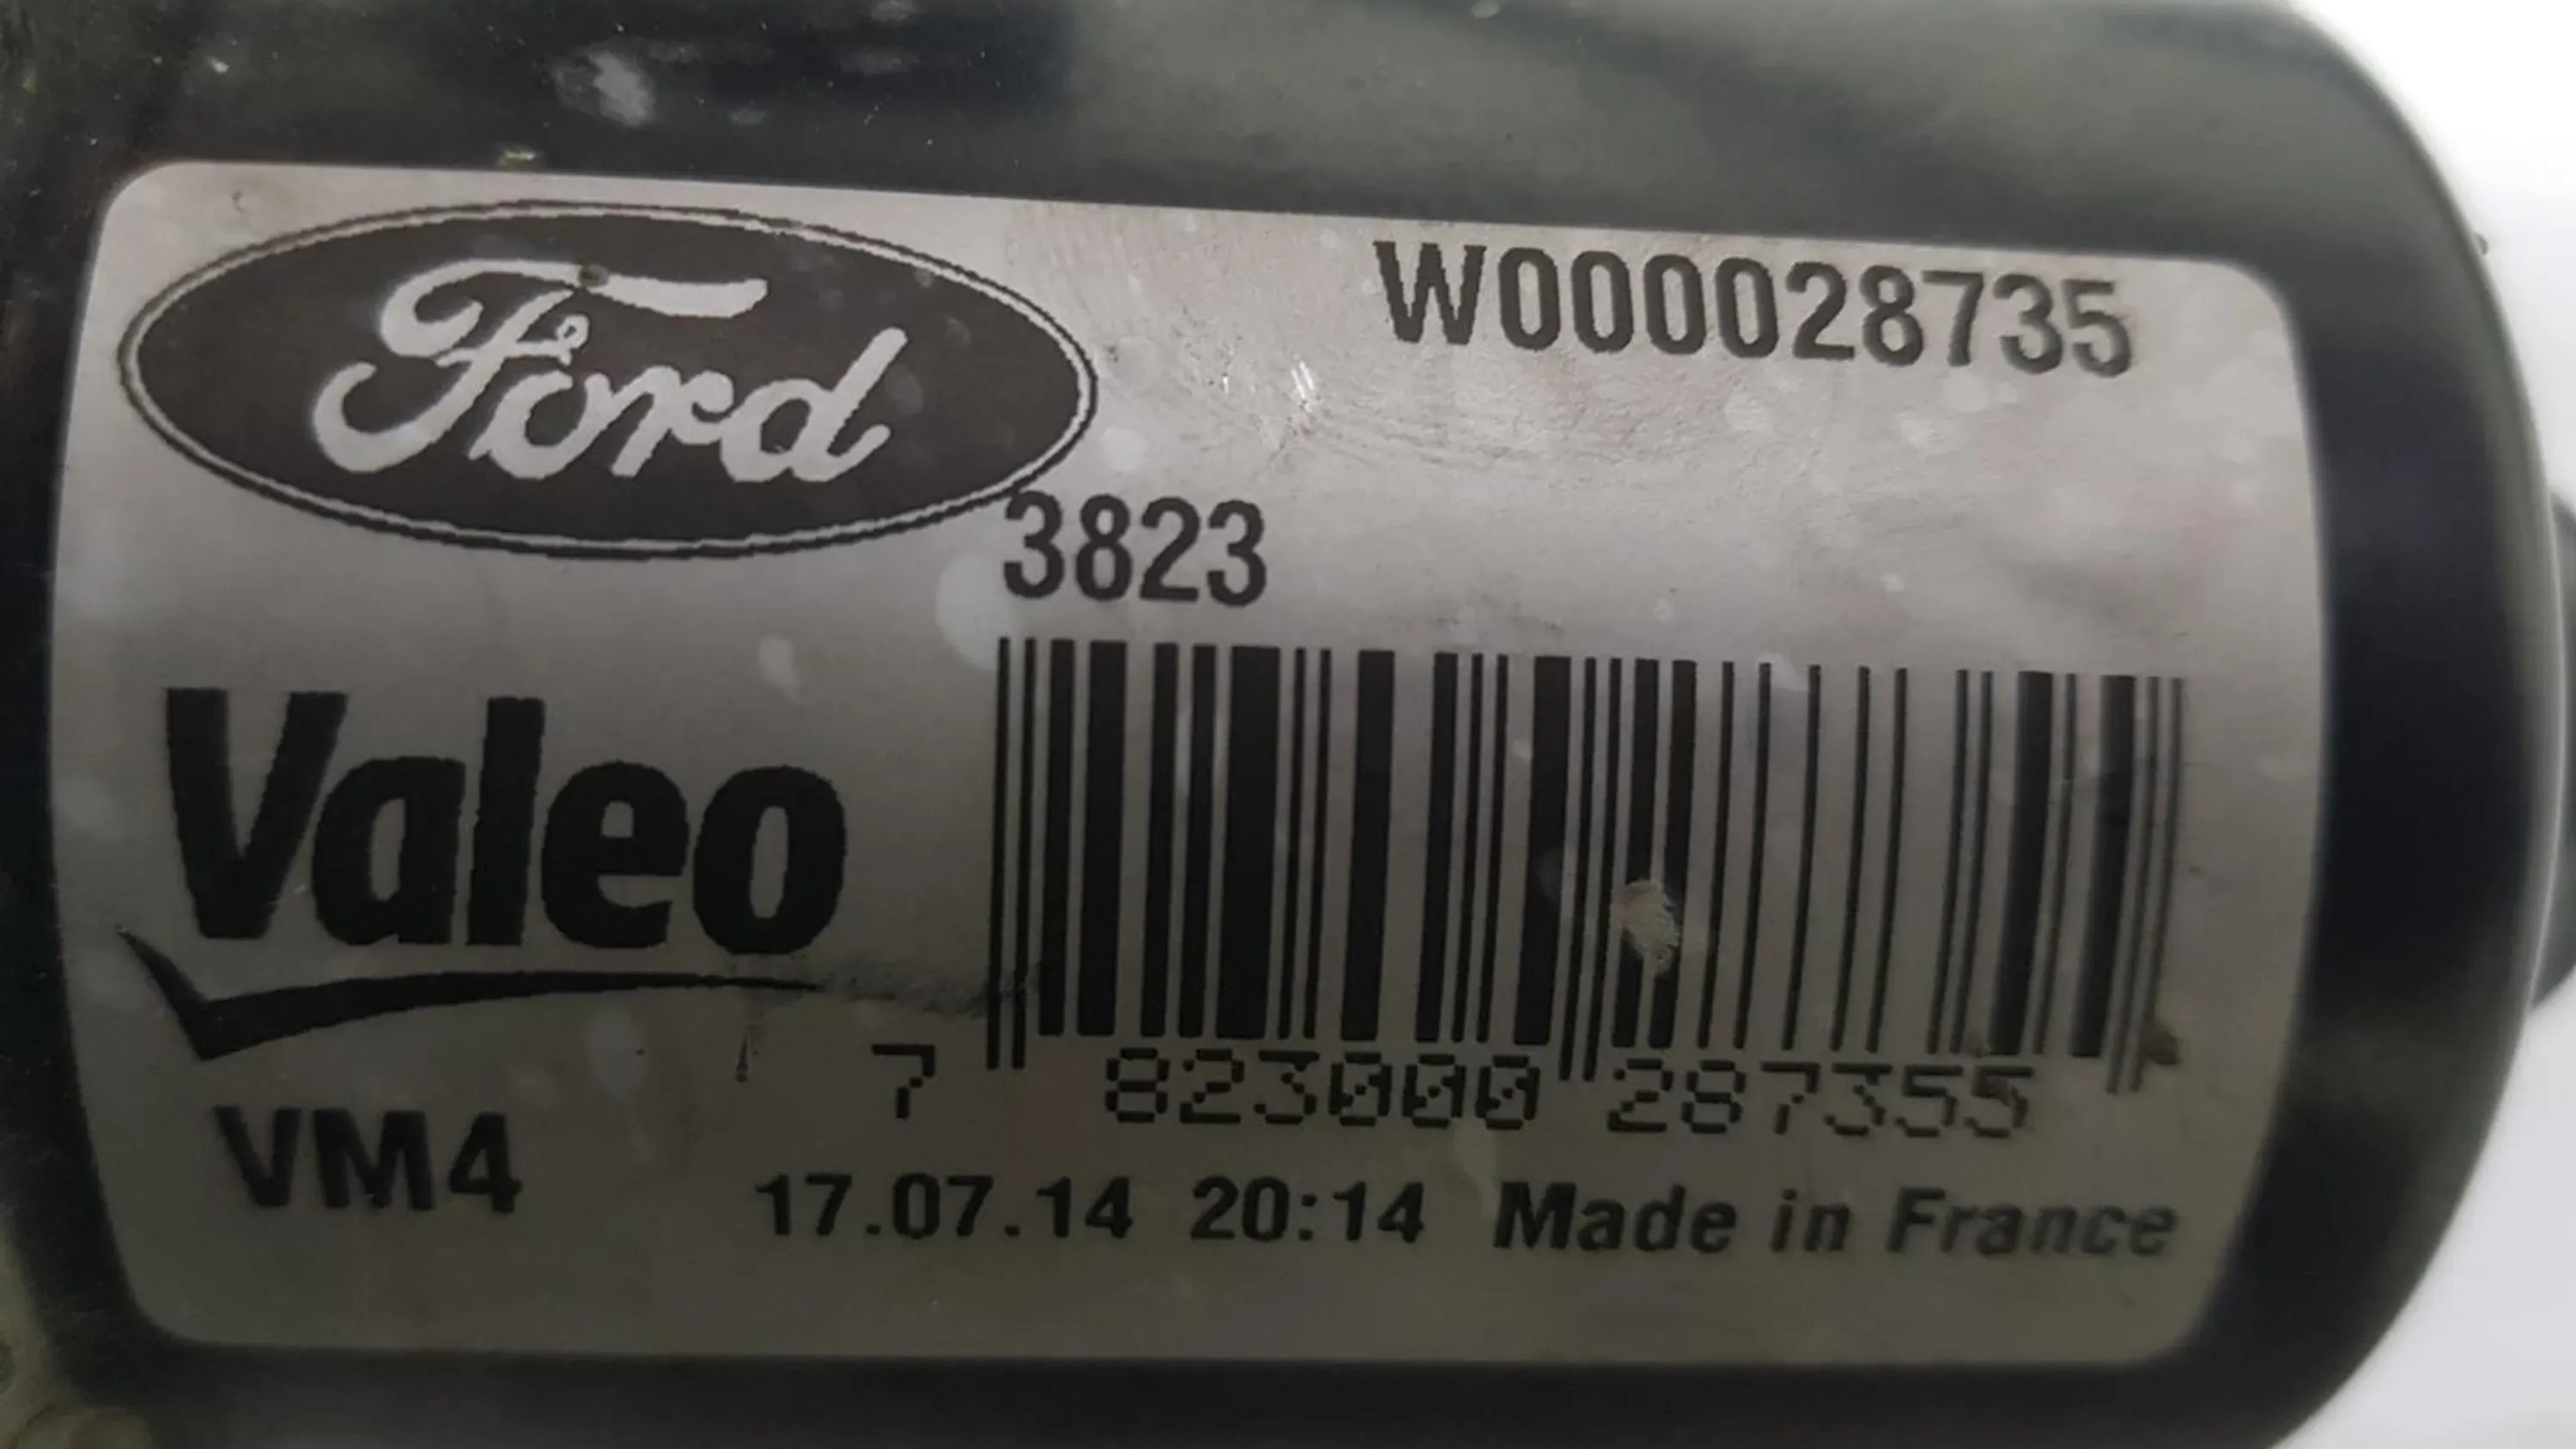 Ford
W000028735
3823
Valeo
7 823000 287355
VM4
17.07.14 20:14 Made in France